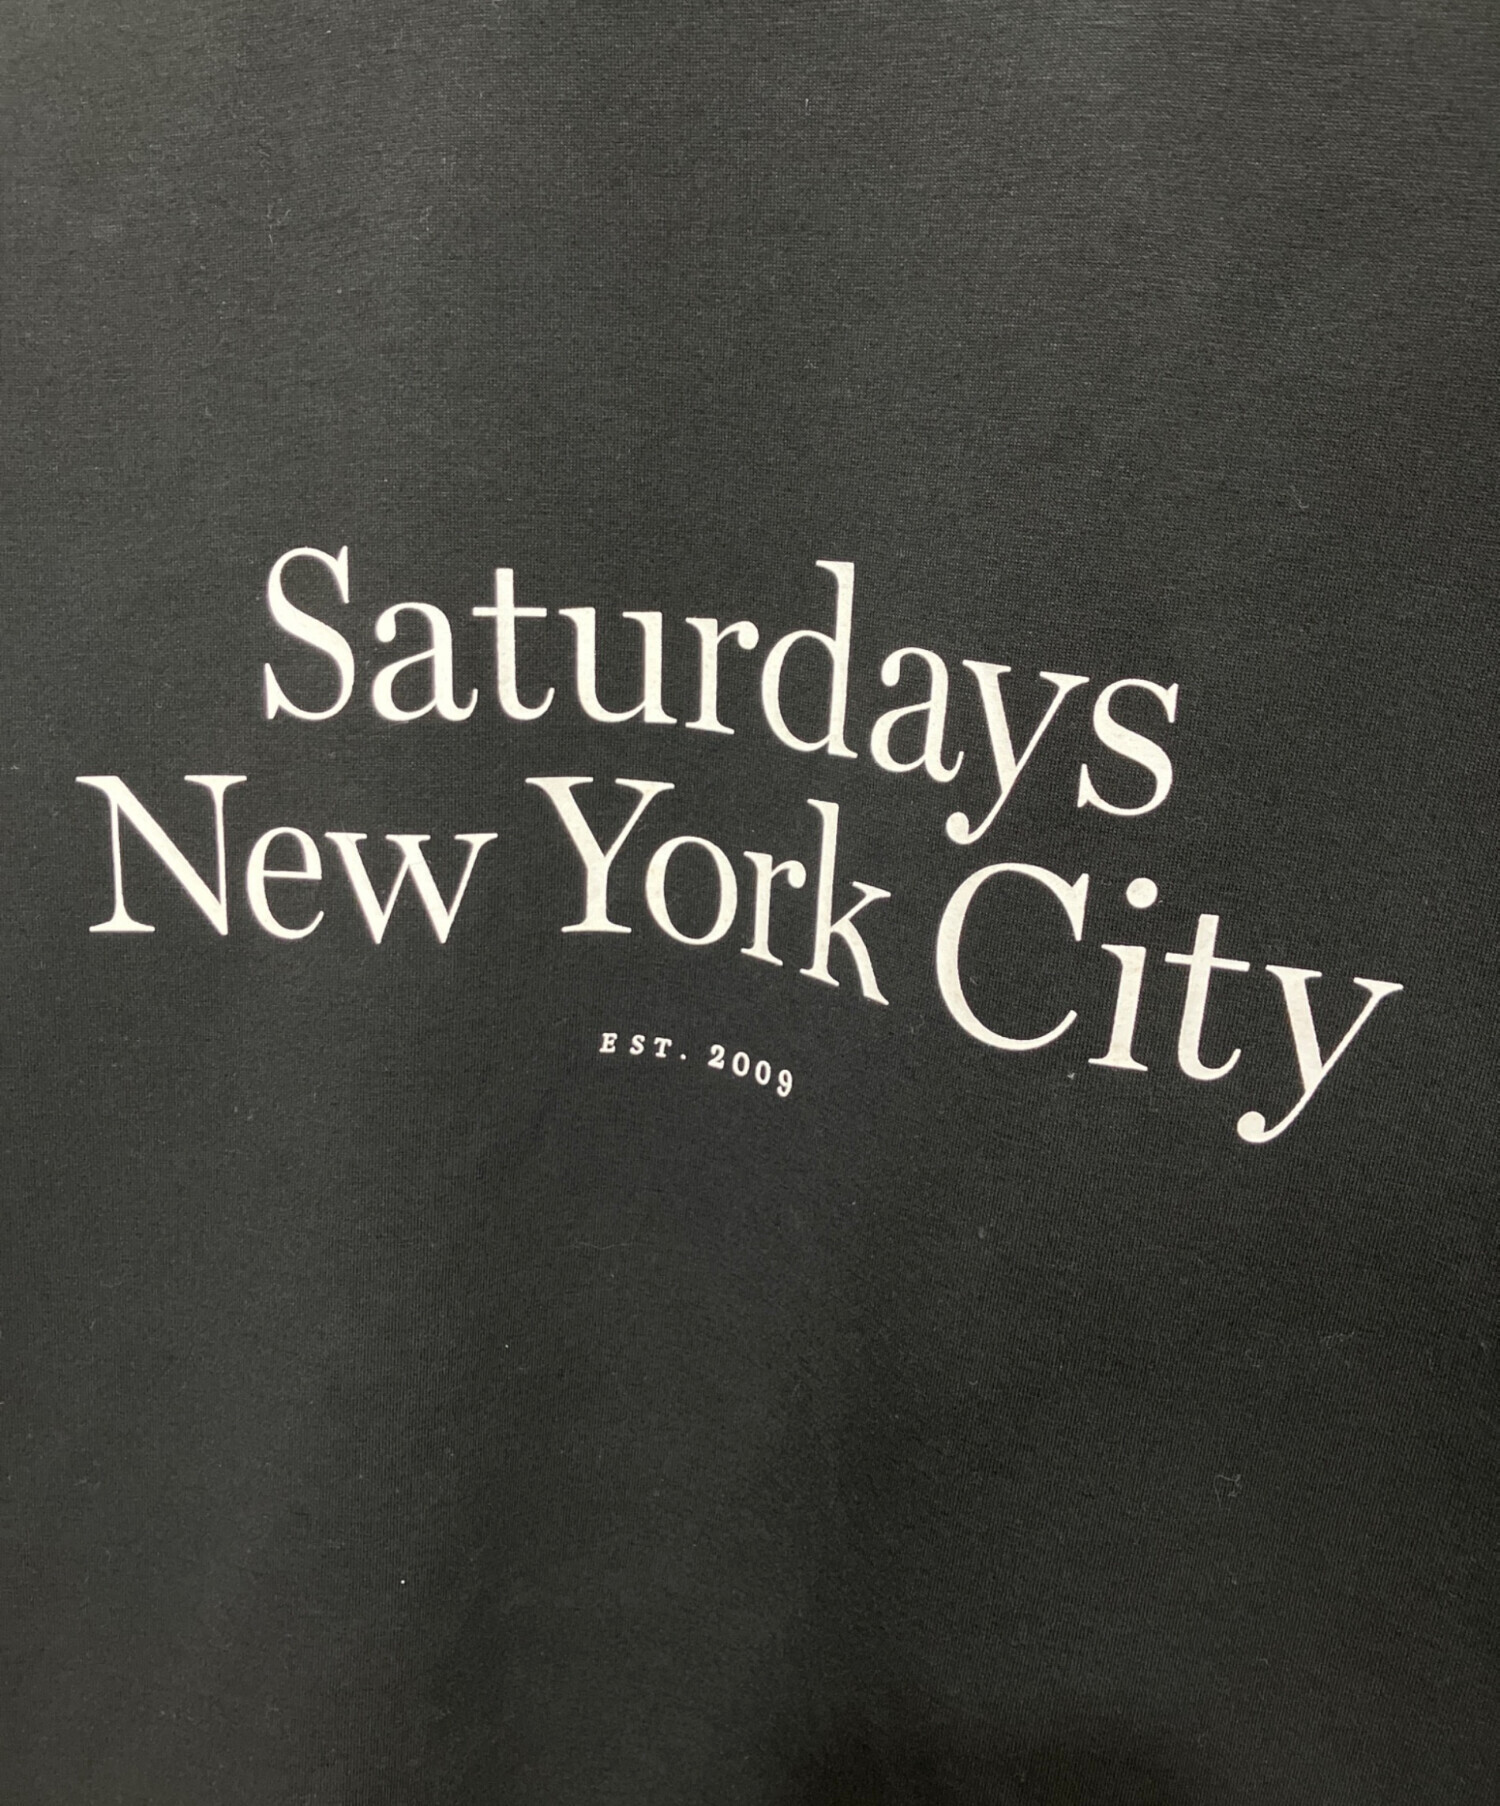 Saturdays
New York City
EST. 2009